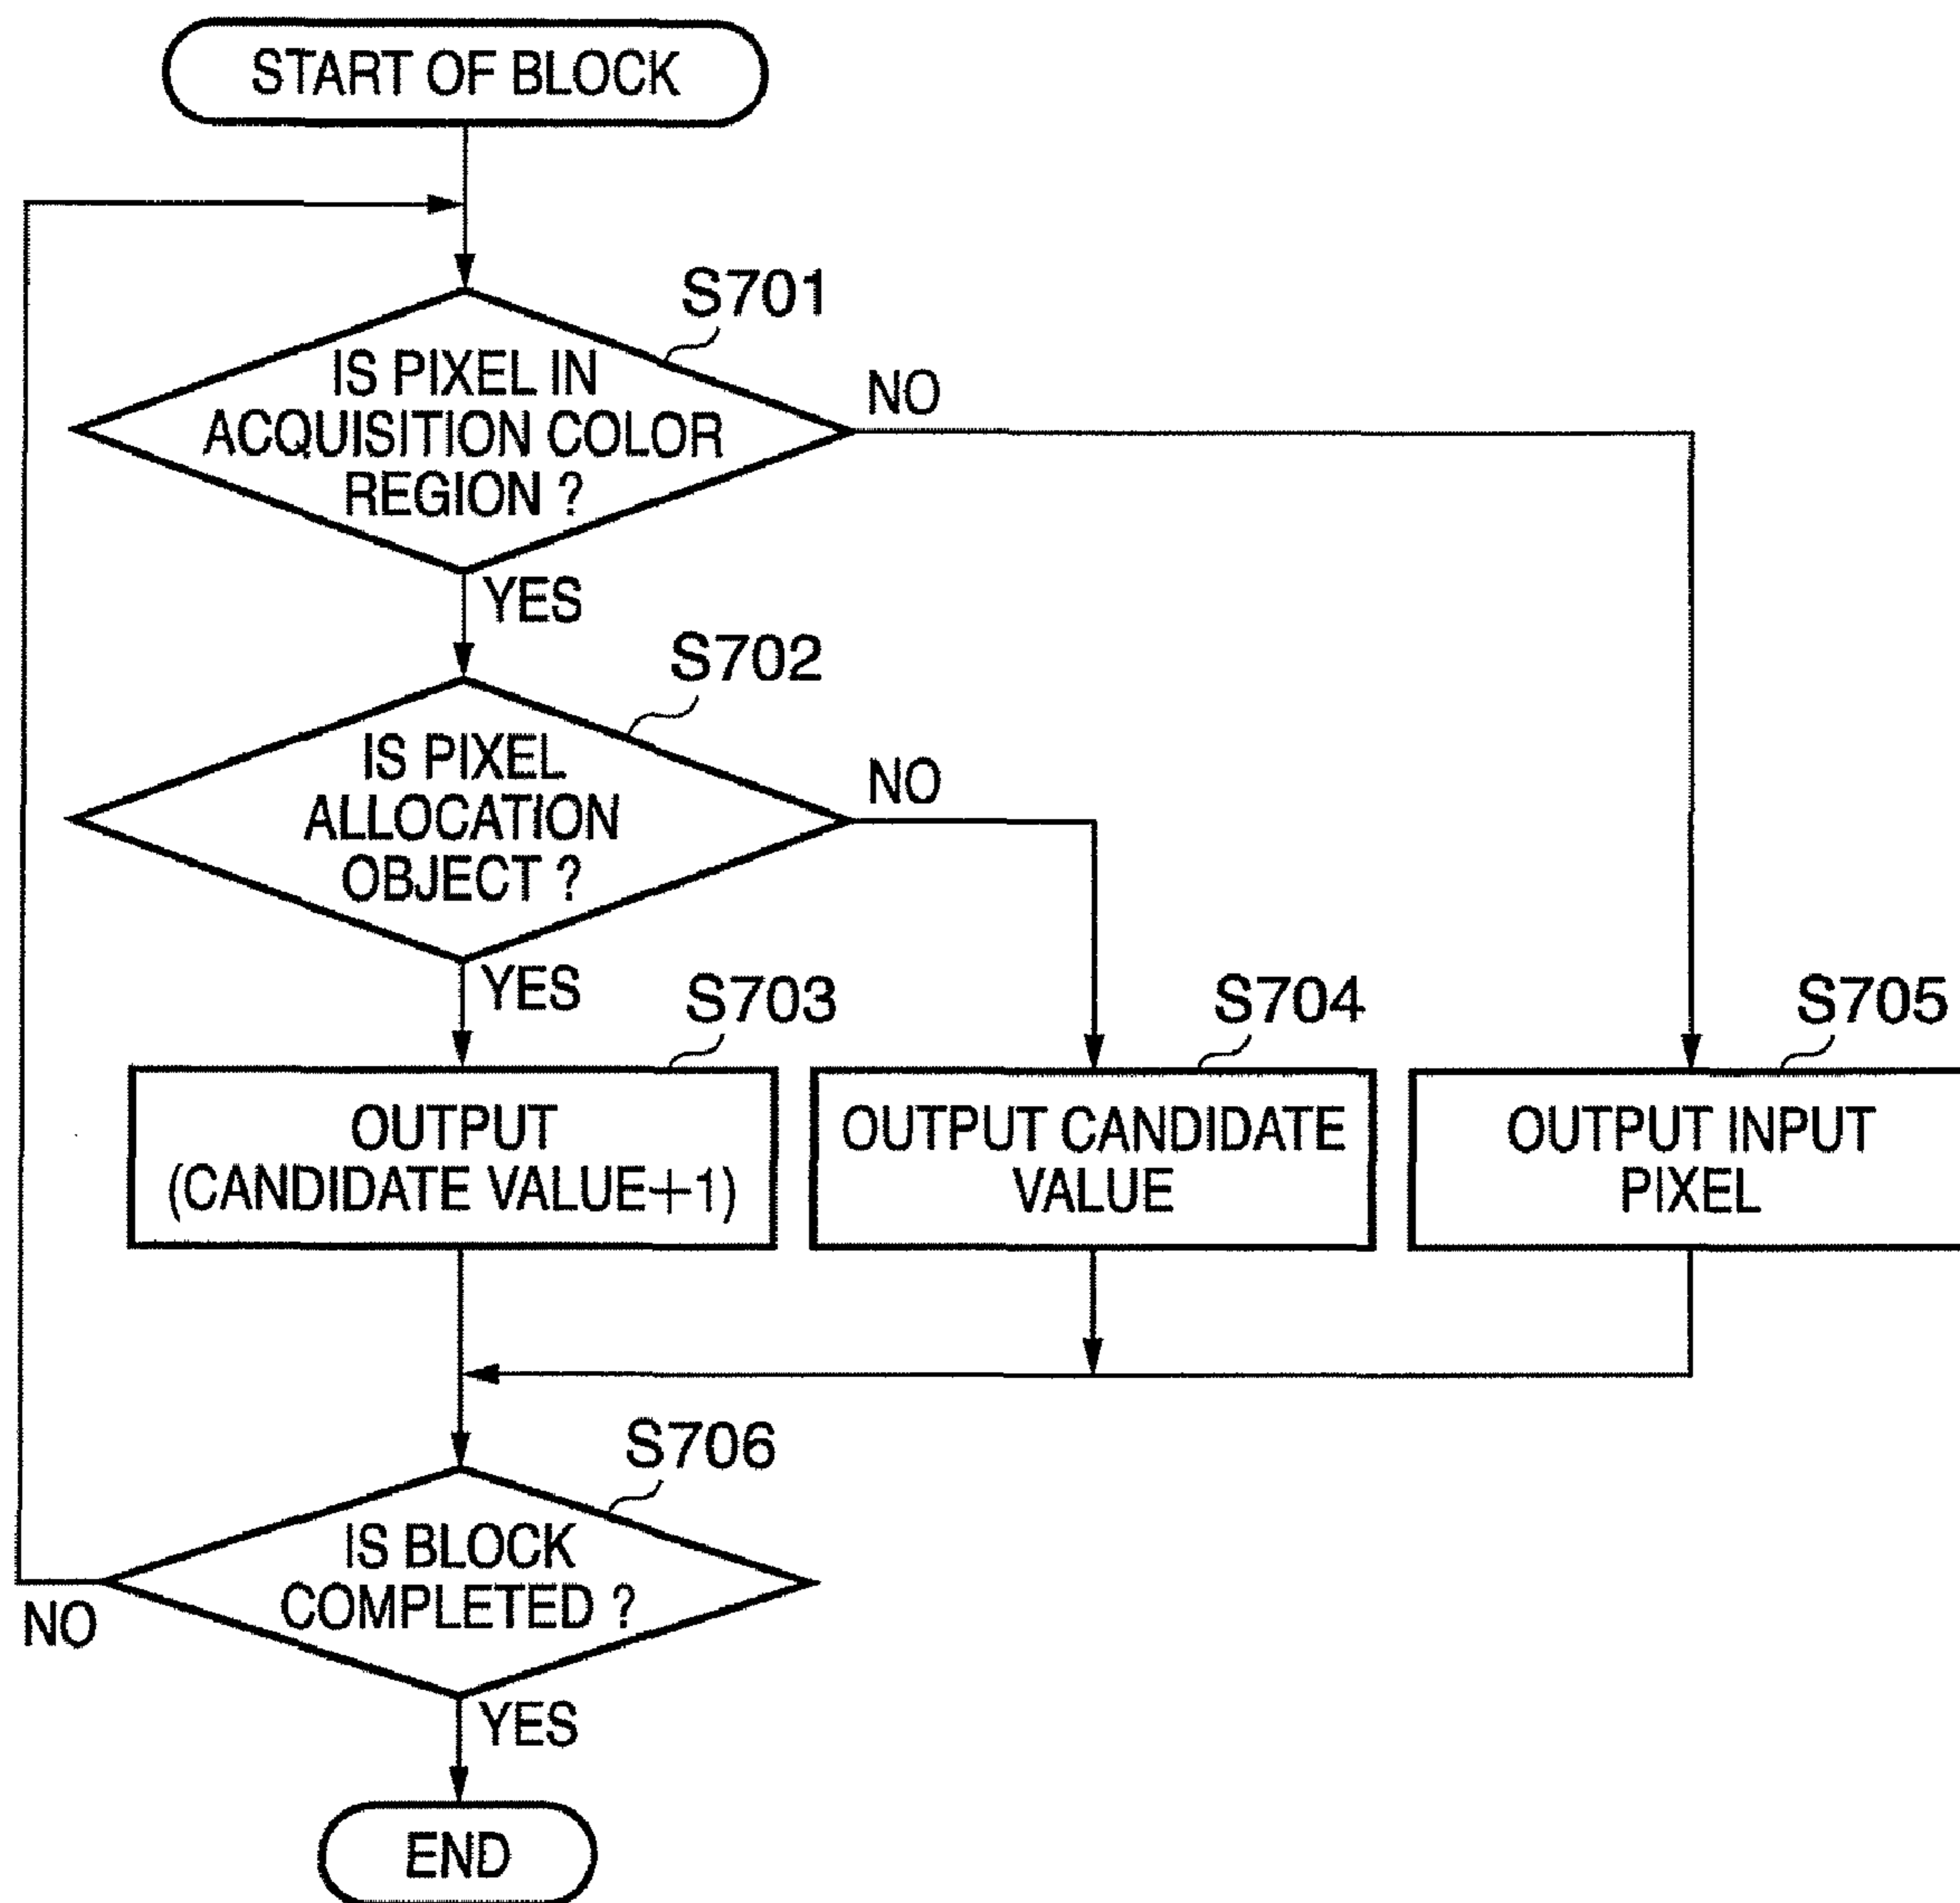 START OF BLOCK
S701
IS PIXEL IN
ACQUISITION COLOR
REGION ?
NO
YES
S702
IS PIXEL
ALLOCATION
OBJECT ?
NO
YES
S703
OUTPUT
(CANDIDATE VALUE+1)
S704
OUTPUT CANDIDATE
VALUE
S705
OUTPUT INPUT
PIXEL
S706
IS BLOCK
COMPLETED ?
NO
YES
END